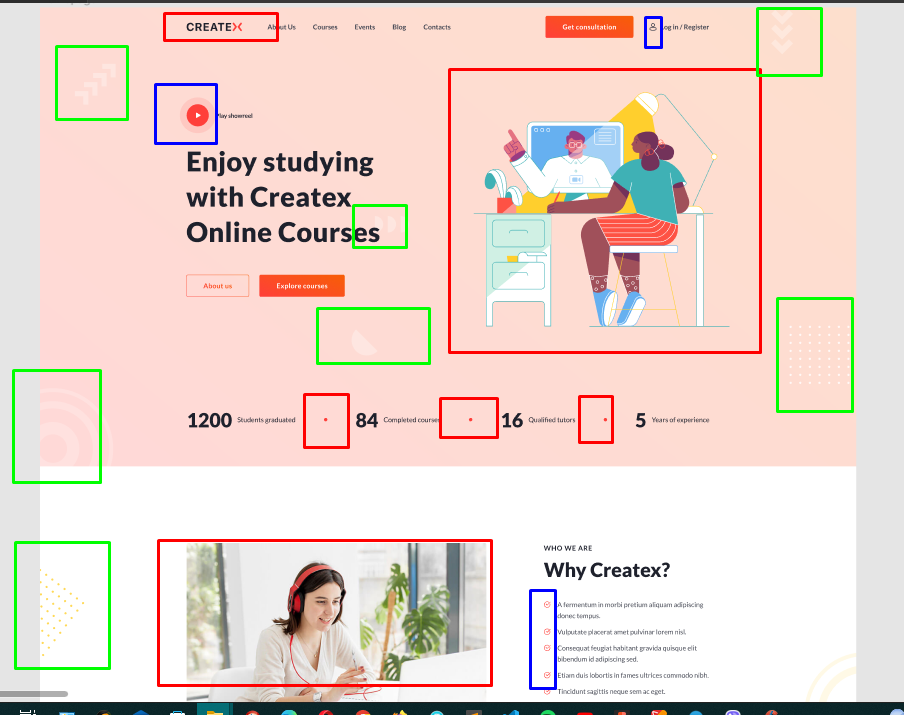 CREATEX
About Us
Courses
Events
Blog
Contacts
Get consultation
Log in / Register
Play showreel
Enjoy studying
with Createx
Online Courses
About us
Explore courses
1200 Students graduated
84 Completed courses
16 Qualified tutors
5 Years of experience
WHO WE ARE
Why Createx?
A fermentum in morbi pretium aliquam adipiscing
donec tempus.
Vulputate placerat amet pulvinar lorem nisl.
Consequat feugiat habitant gravida quisque elit
bibendum id adipiscing sed.
Etiam duis lobortis in fames ultrices commodo nibh.
Tincidunt sagittis neque sem ac eget.